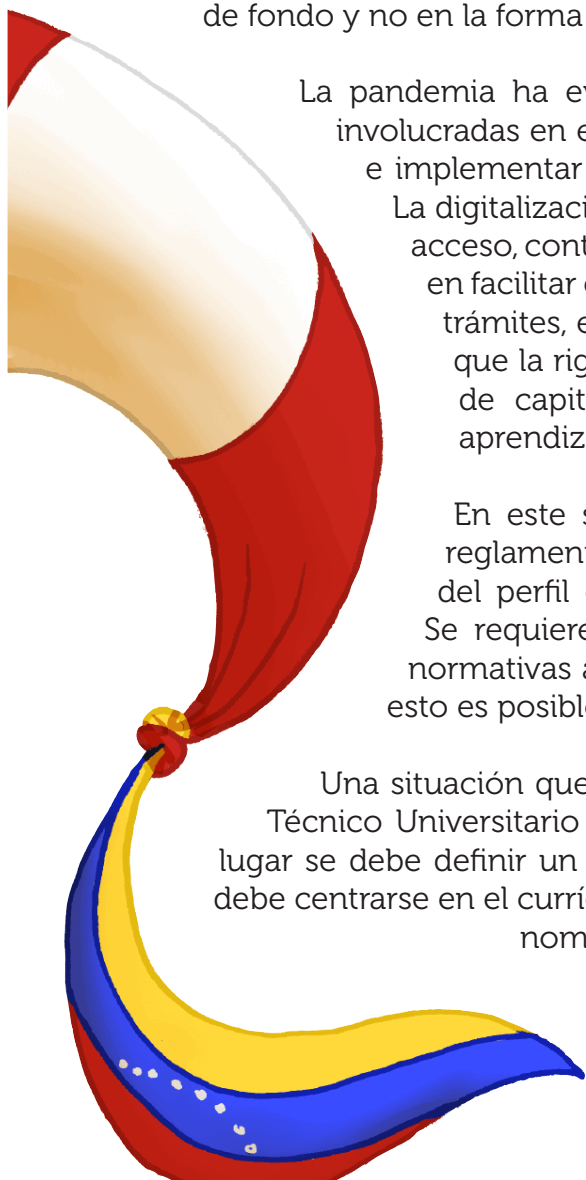 de fondo y no en la forma
La pandemia ha ev
involucradas en e
e implementar
La digitalizaci
acceso, cont
en facilitar
trámites, e
que la rig
de capit
aprendiz
En este s
reglament
del perfil
Se requiere
normativas a
esto es posible
Una situación que
Técnico Universitario
lugar se debe definir un
debe centrarse en el currí
nom